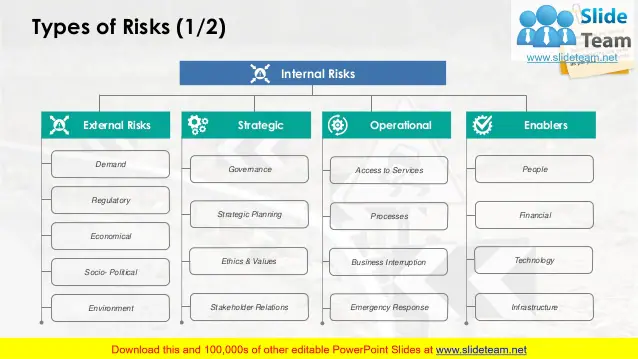 Types of Risks (1/2)
Slide
Team
www.slideteam.net
Internal Risks
External Risks
Demand
Regulatory
Economical
Socio- Political
Environment
Strategic
Governance
Strategic Planning
Ethics & Values
Stakeholder Relations
Operational
Access to Services
Processes
Business Interruption
Emergency Response
Enablers
People
Financial
Technology
Infrastructure
Download this and 100,000s of other editable PowerPoint Slides at www.slideteam.net